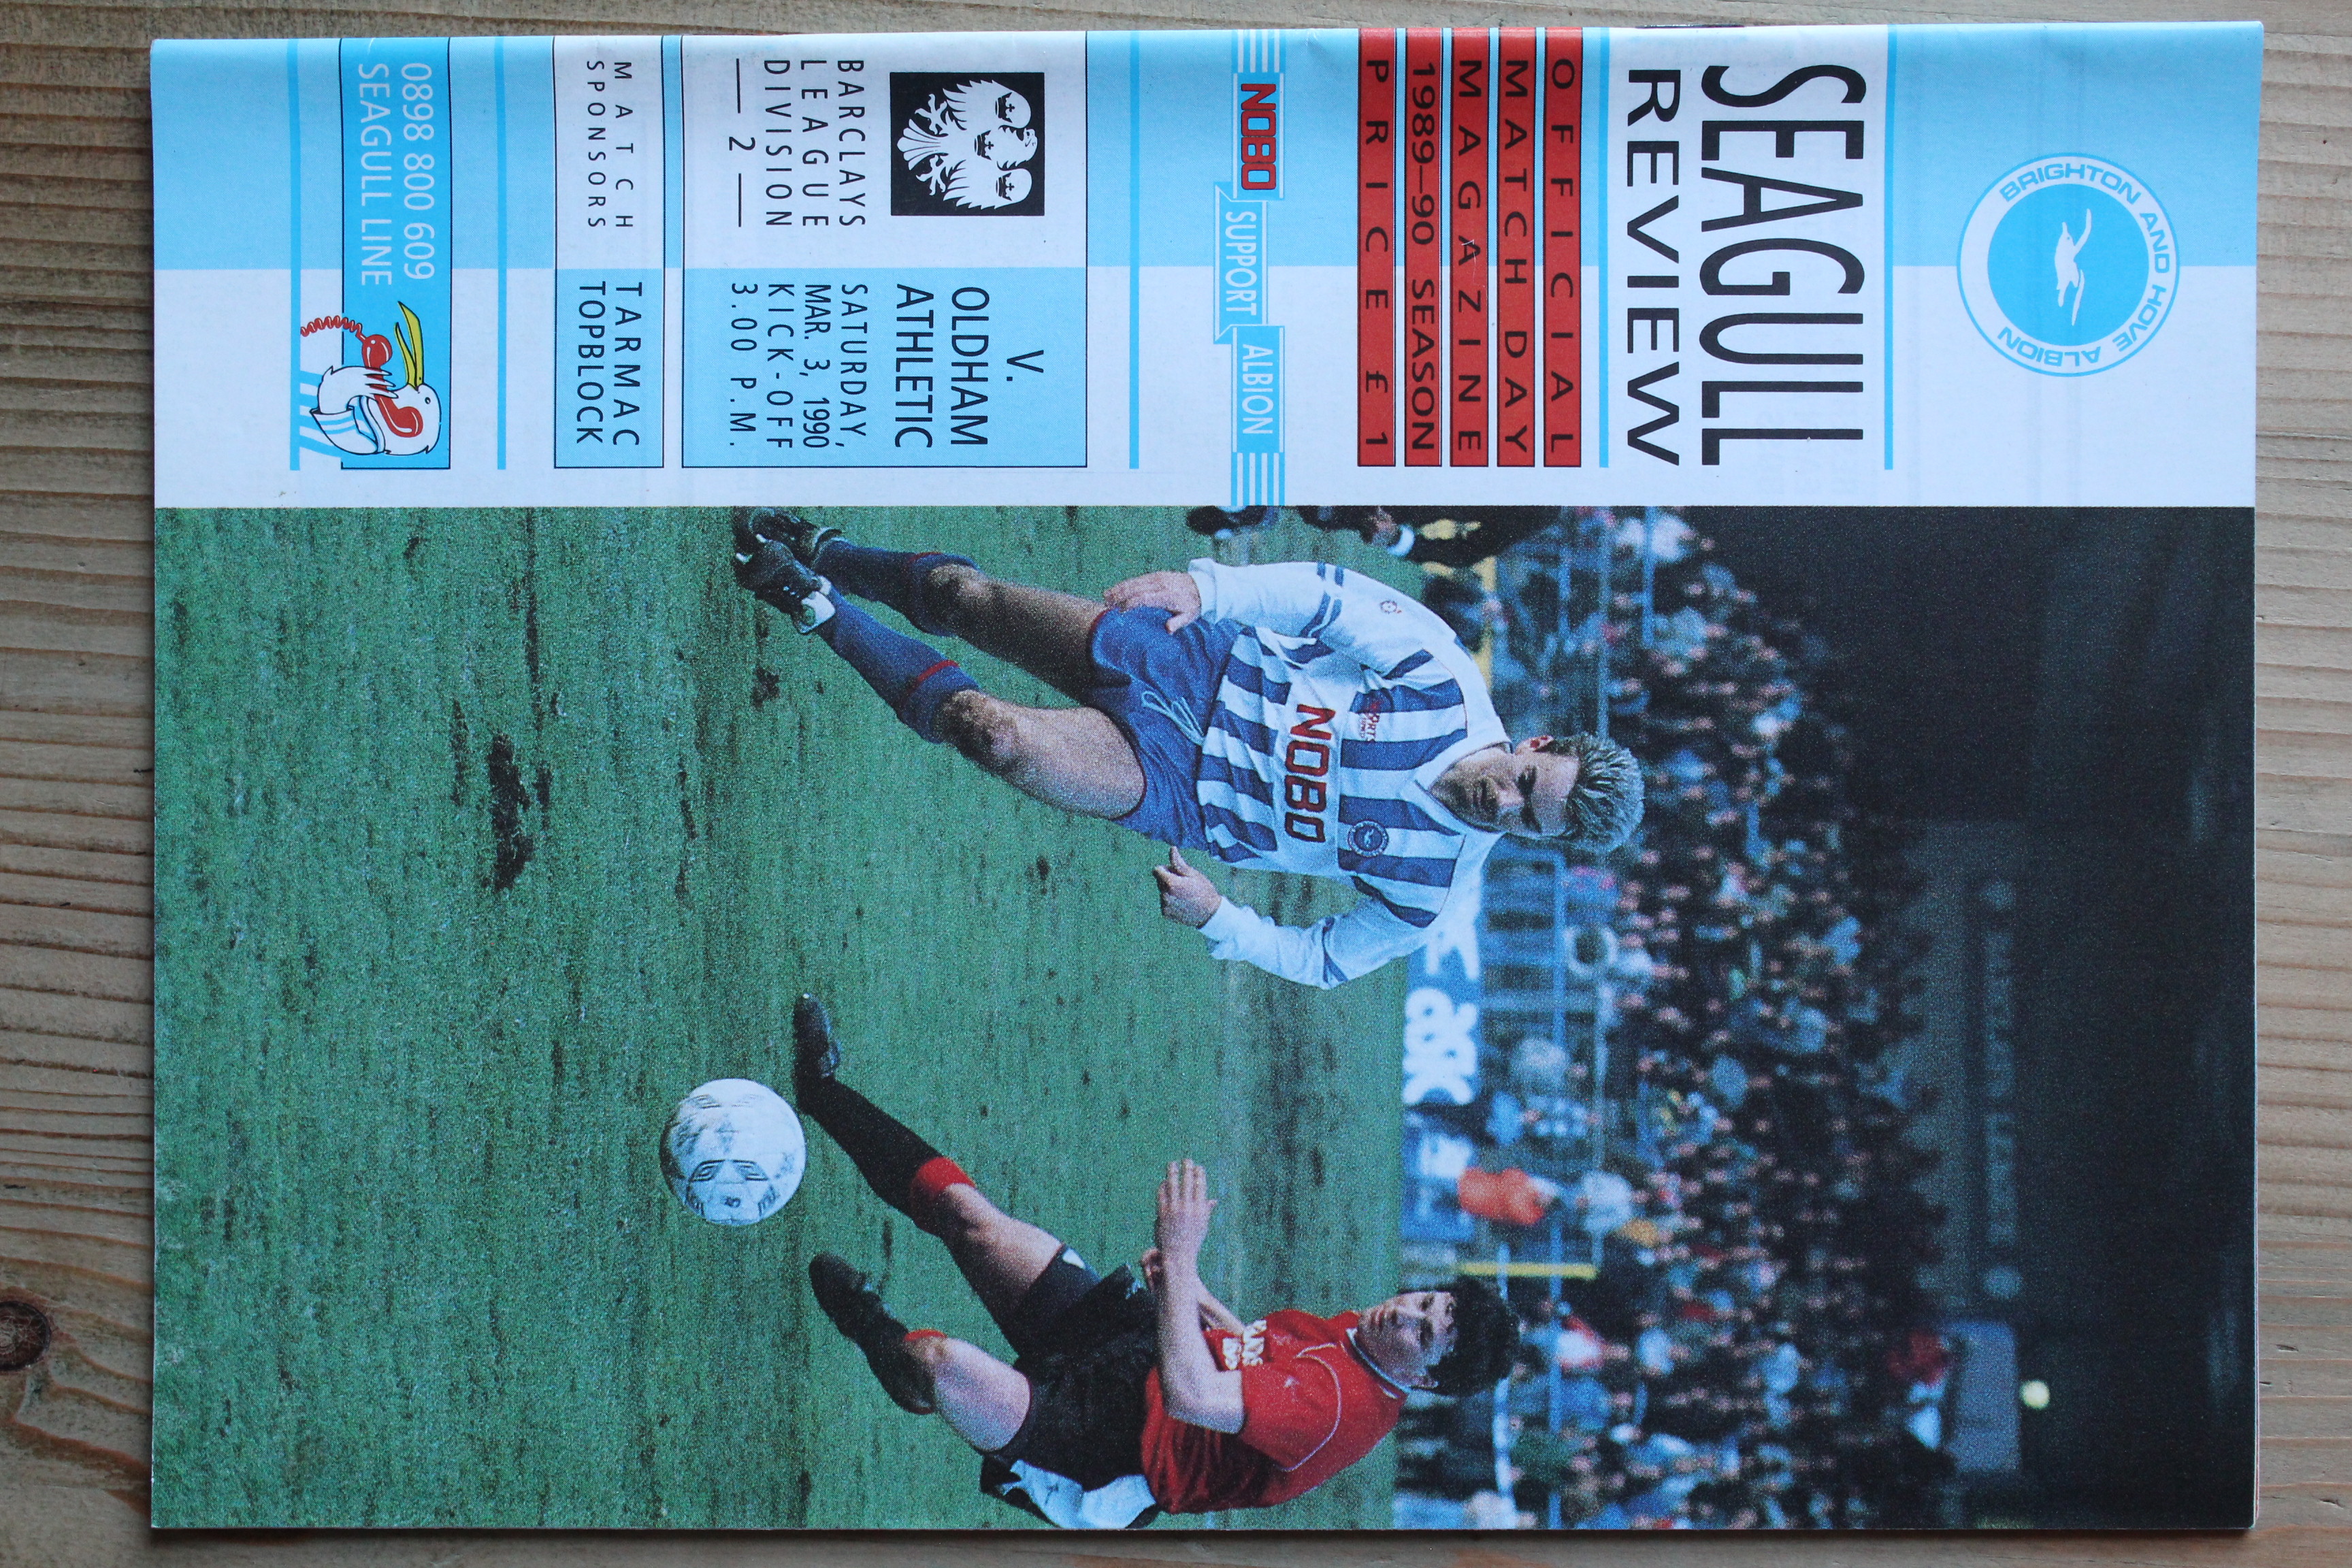 BRIGHTON AND HOVE ALBION
SEAGULL
REVIEW
OFFICIAL
MATCH DAY
MAGAZINE
1989–90 SEASON
PRICE £1
NOBO SUPPORT ALBION
V.
OLDHAM
ATHLETIC
BARCLAYS
LEAGUE
DIVISION
— 2 —
SATURDAY,
MAR. 3, 1990
KICK-OFF
3.00 P.M.
MATCH
SPONSORS
TARMAC
TOPBLOCK
0898 800 609
SEAGULL LINE
NOBO